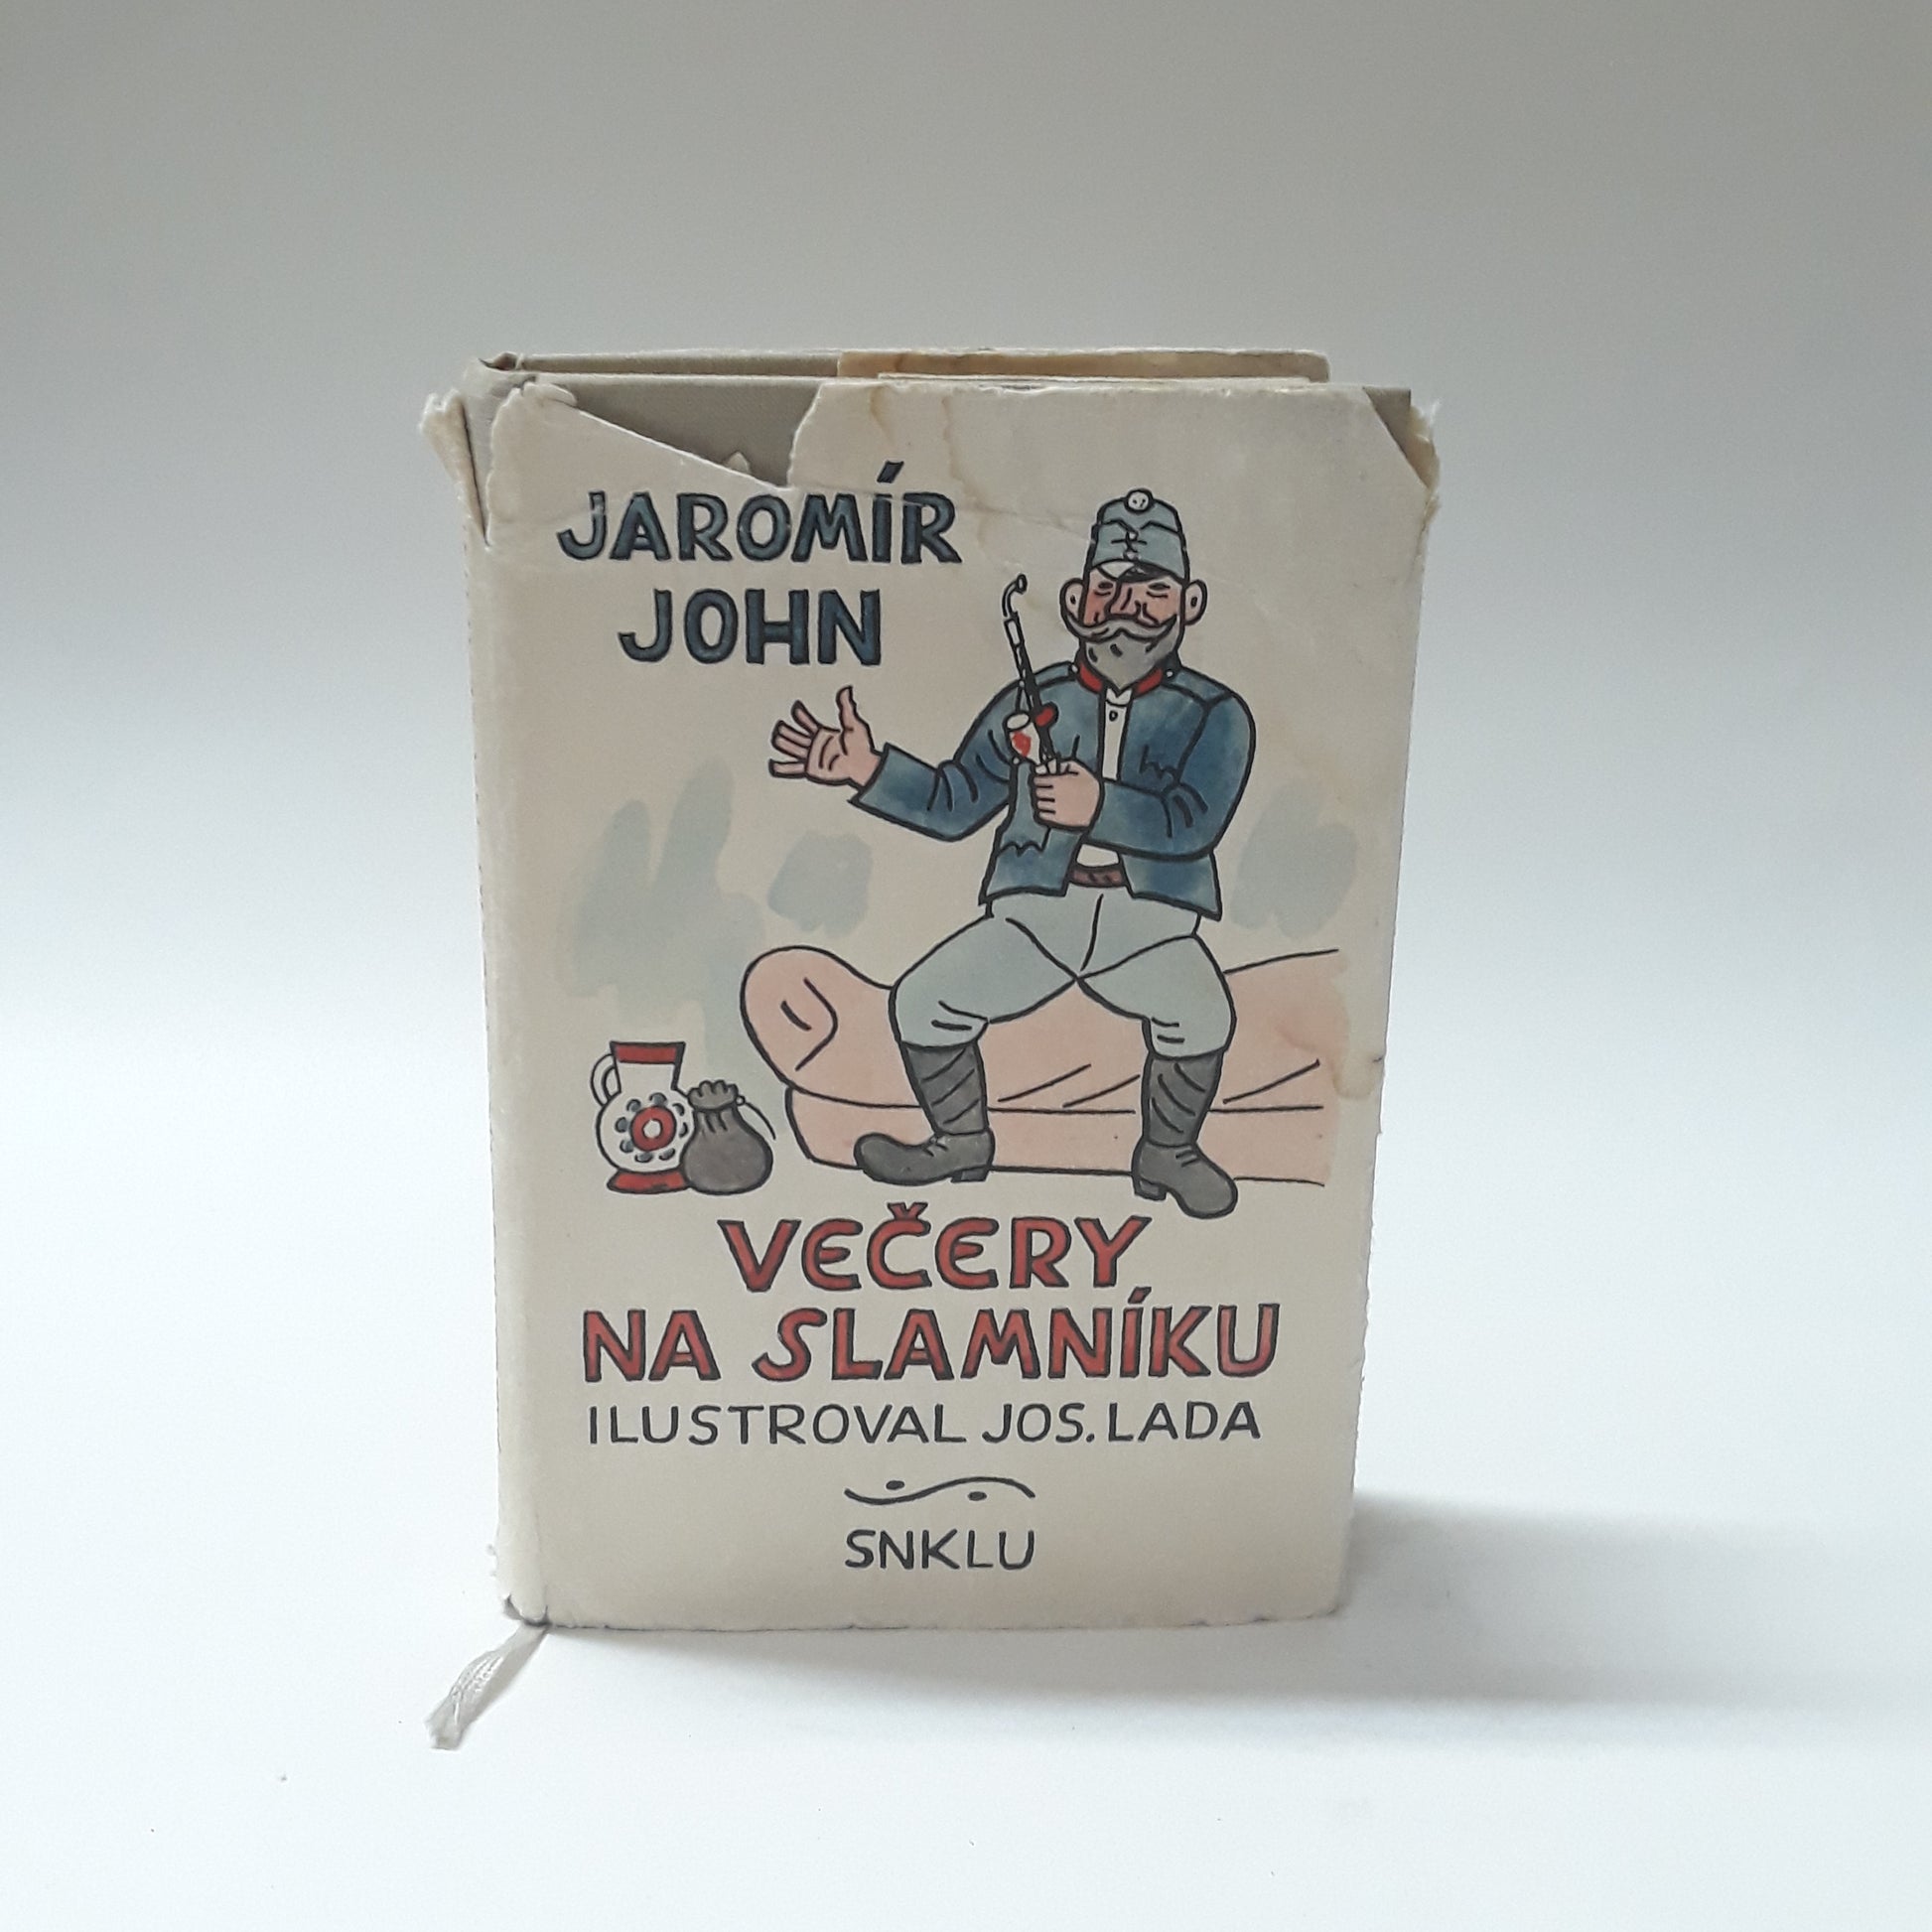 JAROMÍR
JOHN
VEČERY
NA SLAMNÍKU
ILUSTROVAL JOS. LADA
SNKLU